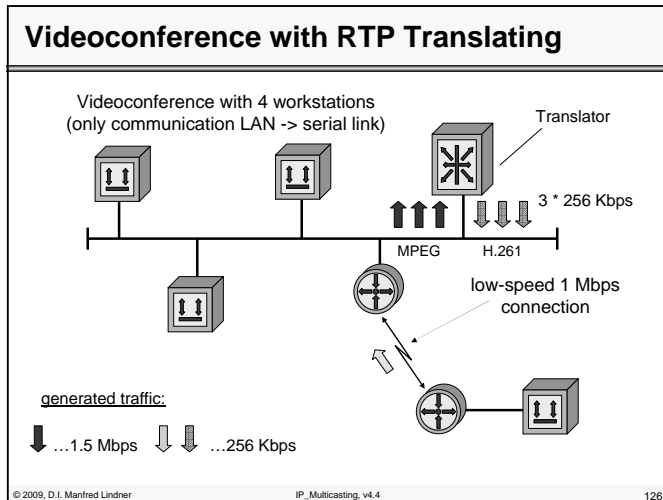 Videoconference with RTP Translating
Videoconference with 4 workstations
(only communication LAN -> serial link)
Translator
3 * 256 Kbps
MPEG
H.261
low-speed 1 Mbps
connection
generated traffic:
…1.5 Mbps
…256 Kbps
© 2009, D.I. Manfred Lindner
IP_Multicasting, v4.4
126